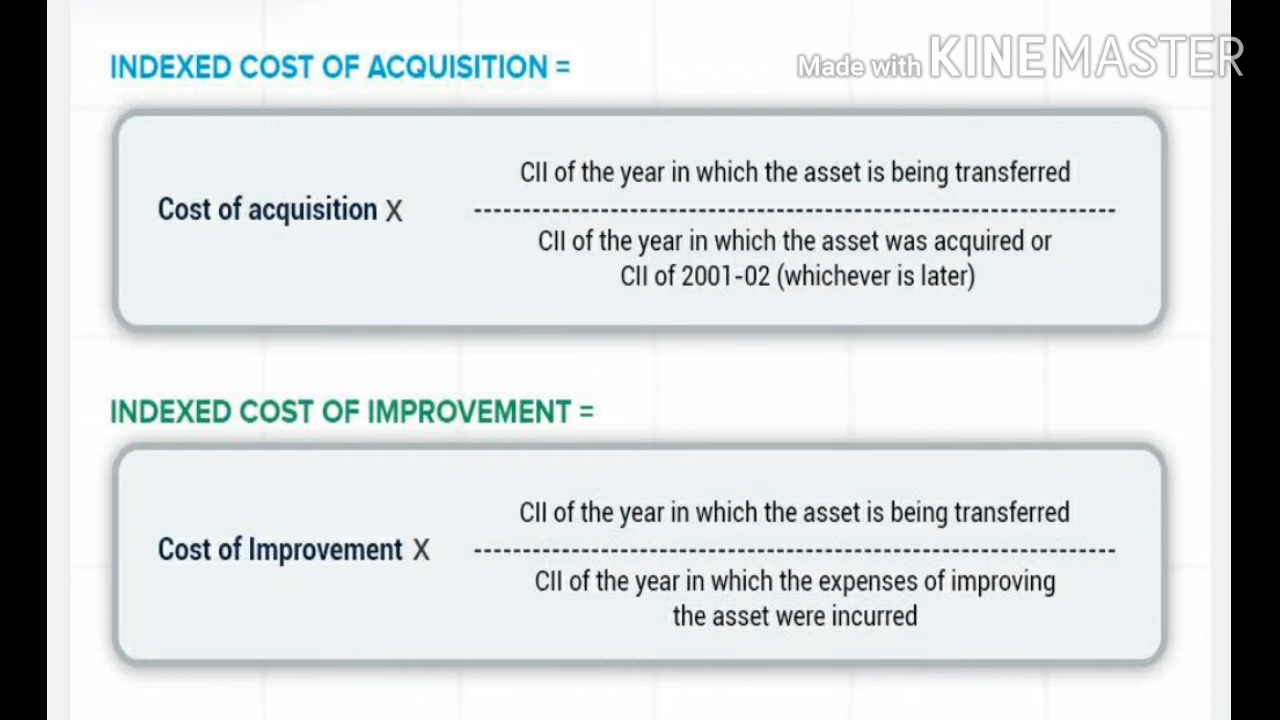 INDEXED COST OF ACQUISITION =
Made with KINEMASTER
CII of the year in which the asset is being transferred
Cost of acquisition X
CII of the year in which the asset was acquired or
CII of 2001-02 (whichever is later)
INDEXED COST OF IMPROVEMENT =
CII of the year in which the asset is being transferred
Cost of Improvement X
CII of the year in which the expenses of improving
the asset were incurred